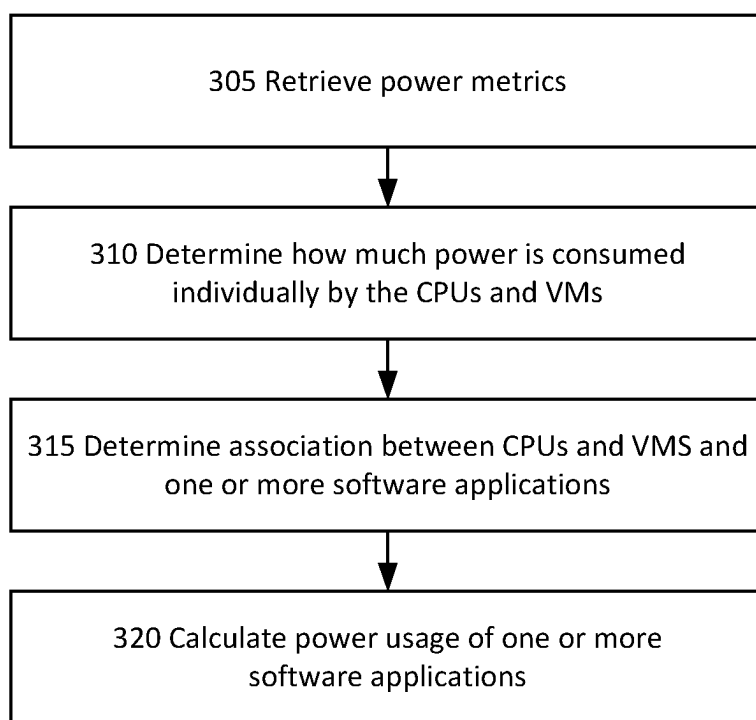 305 Retrieve power metrics
310 Determine how much power is consumed
individually by the CPUs and VMs
315 Determine association between CPUs and VMS and
one or more software applications
320 Calculate power usage of one or more
software applications